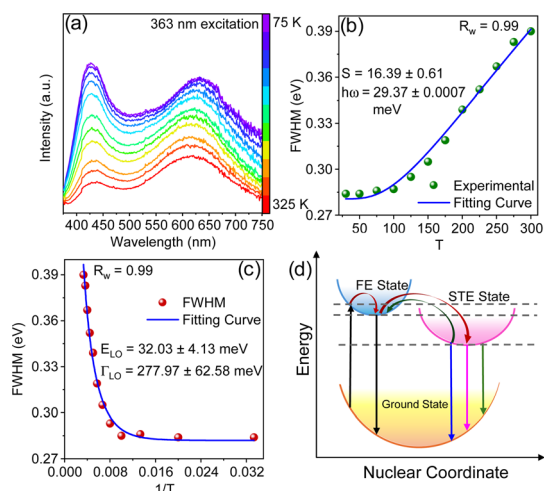 (a)
363 nm excitation
75 K
325 K
Intensity (a.u.)
400 450 500 550 600 650 700 750
Wavelength (nm)
(b)
R_w = 0.99
S = 16.39 ± 0.61
hω = 29.37 ± 0.0007
meV
Experimental
Fitting Curve
FWHM (eV)
0.39
0.36
0.33
0.30
0.28
50 100 150 200 250 300
T
(c)
R_w = 0.99
FWHM
Fitting Curve
E_LO = 32.03 ± 4.13 meV
Γ_LO = 277.97 ± 62.58 meV
FWHM (eV)
0.39
0.36
0.33
0.30
0.27
0.000 0.008 0.016 0.024 0.032
1/T
(d)
FE State
STE State
Ground State
Energy
Nuclear Coordinate